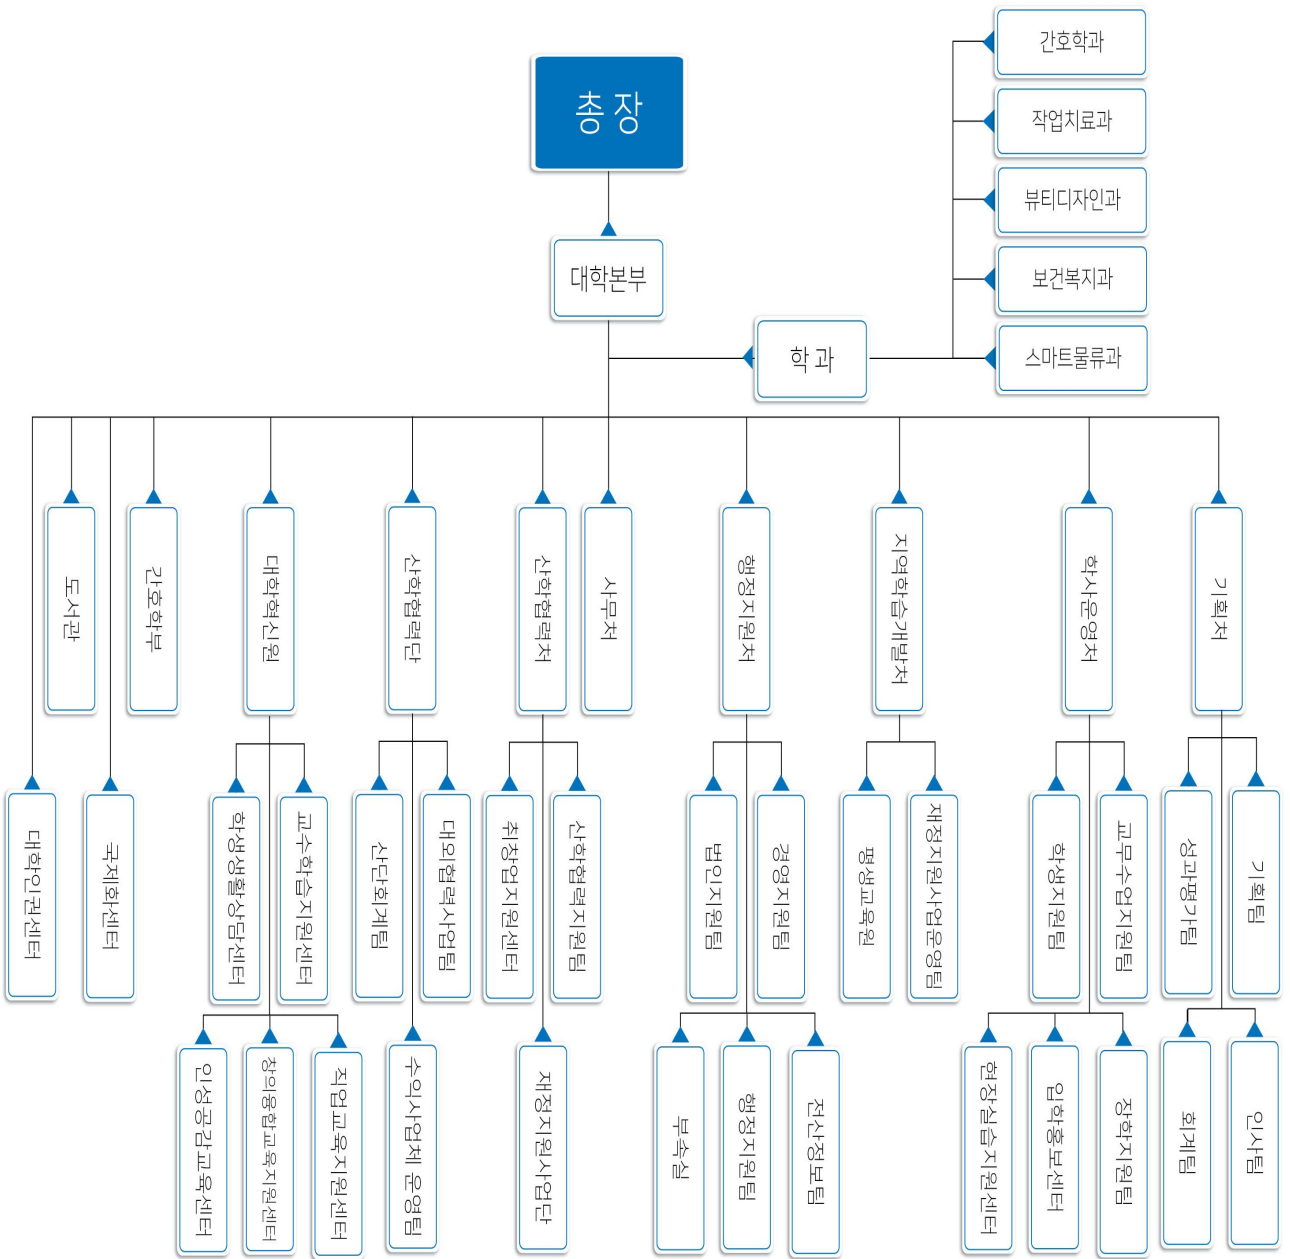 간호학과
총 장
작업치료과
뷰티디자인과
대학본부
보건복지과
학 과
스마트물류과
도서관
간호학부
대학혁신원
산학협력단
산학협력처
사무처
행정지원처
지역학습개발처
학사운영처
기획처
대학인권센터
국제화센터
학생생활상담센터
교수학습지원센터
산단회계팀
대외협력사업팀
취창업지원센터
산학협력지원팀
법인지원팀
경영지원팀
평생교육원
재정지원사업운영팀
학생지원팀
교무수업지원팀
성과평가팀
기획팀
인성공감교육센터
창의융합교육지원센터
직업교육지원센터
수익사업체 운영팀
재정지원사업단
부속실
행정지원팀
전산정보팀
현장실습지원센터
입학홍보센터
장학지원팀
회계팀
인사팀